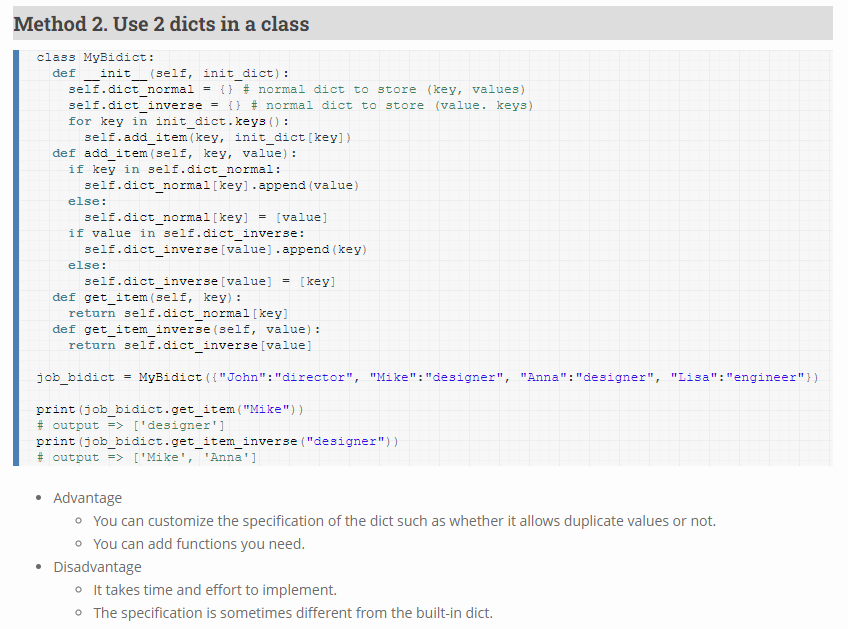 Method 2. Use 2 dicts in a class
class MyBidict:
  def __init__(self, init_dict):
    self.dict_normal = {} # normal dict to store (key, values)
    self.dict_inverse = {} # normal dict to store (value. keys)
    for key in init_dict.keys():
      self.add_item(key, init_dict[key])
  def add_item(self, key, value):
    if key in self.dict_normal:
      self.dict_normal[key].append(value)
    else:
      self.dict_normal[key] = [value]
    if value in self.dict_inverse:
      self.dict_inverse[value].append(key)
    else:
      self.dict_inverse[value] = [key]
  def get_item(self, key):
    return self.dict_normal[key]
  def get_item_inverse(self, value):
    return self.dict_inverse[value]
job_bidict = MyBidict({"John":"director", "Mike":"designer", "Anna":"designer", "Lisa":"engineer"})
print(job_bidict.get_item("Mike"))
# output => ['designer']
print(job_bidict.get_item_inverse("designer"))
# output => ['Mike', 'Anna']
• Advantage
◦ You can customize the specification of the dict such as whether it allows duplicate values or not.
◦ You can add functions you need.
• Disadvantage
◦ It takes time and effort to implement.
◦ The specification is sometimes different from the built-in dict.